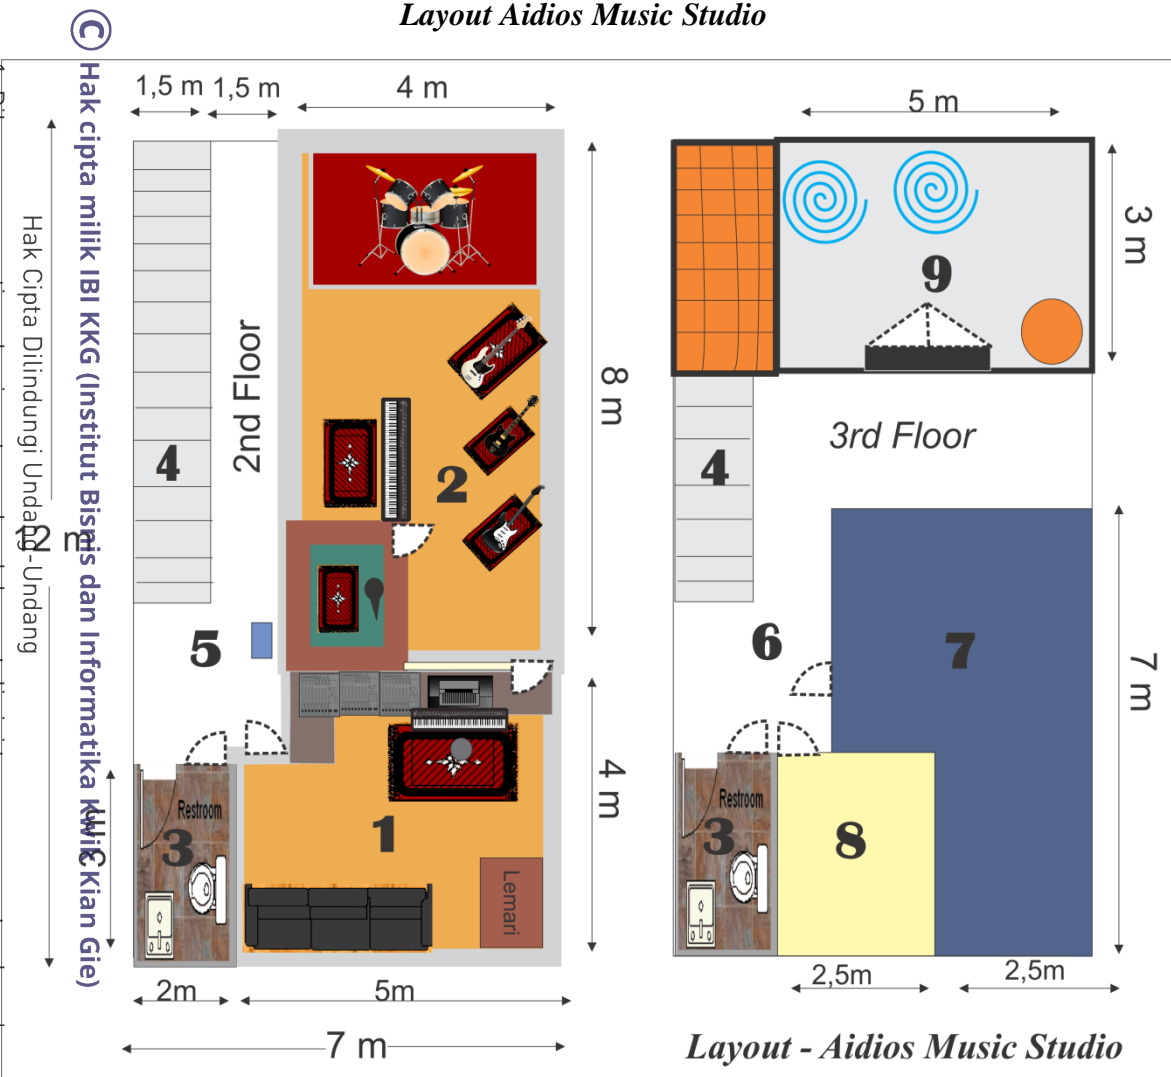 Layout Aidios Music Studio
© Hak cipta milik IBI KKG (Institut Bisnis dan Informatika Kwik Kian Gie)
Hak Cipta Dilindungi Undang-Undang
1,5 m 1,5 m
4 m
5 m
3 m
2nd Floor
8 m
12 m
4
2
5
9
3rd Floor
4
6
7
7 m
4 m
Restroom
3
1
Lemari
Restroom
3
8
2m
5m
7 m
2,5m
2,5m
Layout - Aidios Music Studio